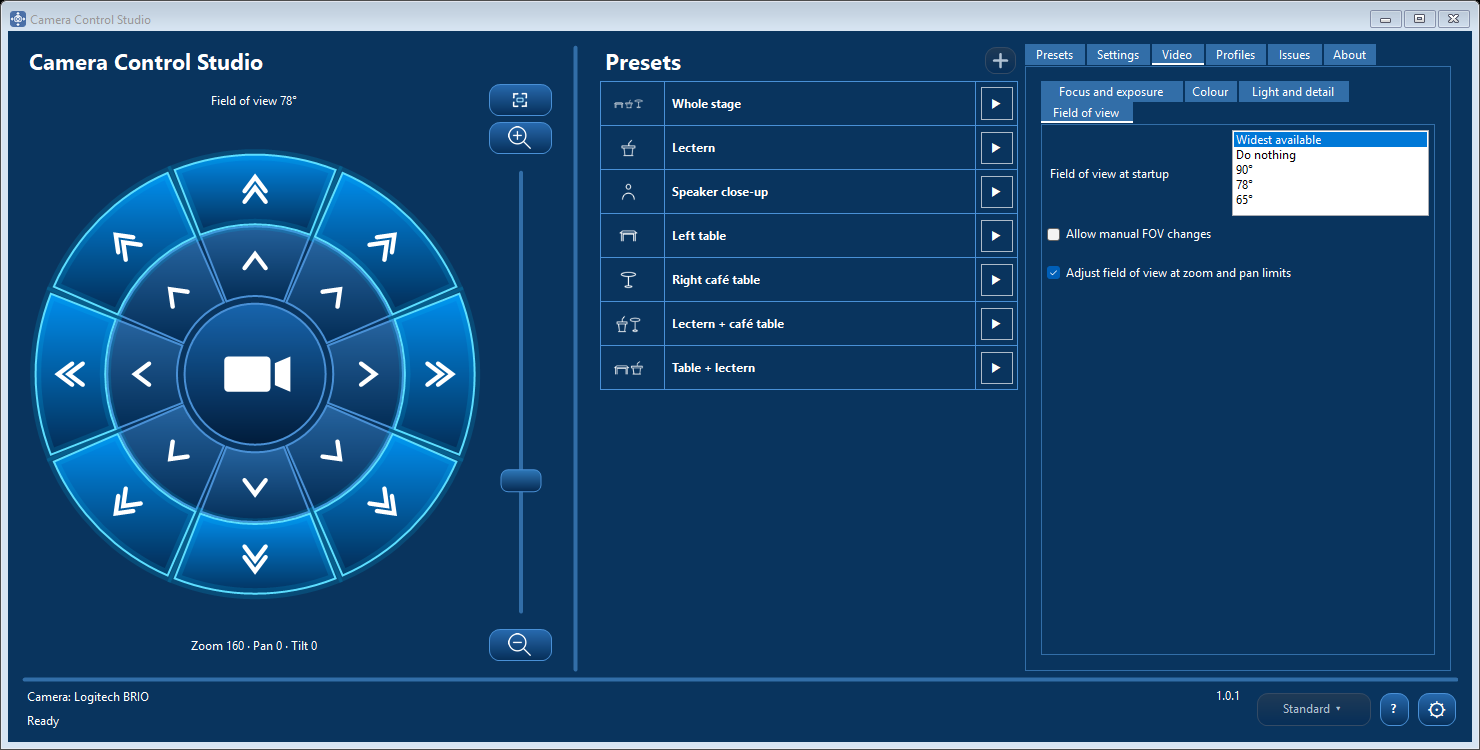 Camera Control Studio
Camera Control Studio
Field of view 78°
Zoom 160 · Pan 0 · Tilt 0
Presets
Whole stage
Lectern
Speaker close-up
Left table
Right café table
Lectern + café table
Table + lectern
Presets Settings Video Profiles Issues About
Focus and exposure Colour Light and detail
Field of view
Field of view at startup
Widest available
Do nothing
90°
78°
65°
Allow manual FOV changes
Adjust field of view at zoom and pan limits
Camera: Logitech BRIO
Ready
1.0.1
Standard
?